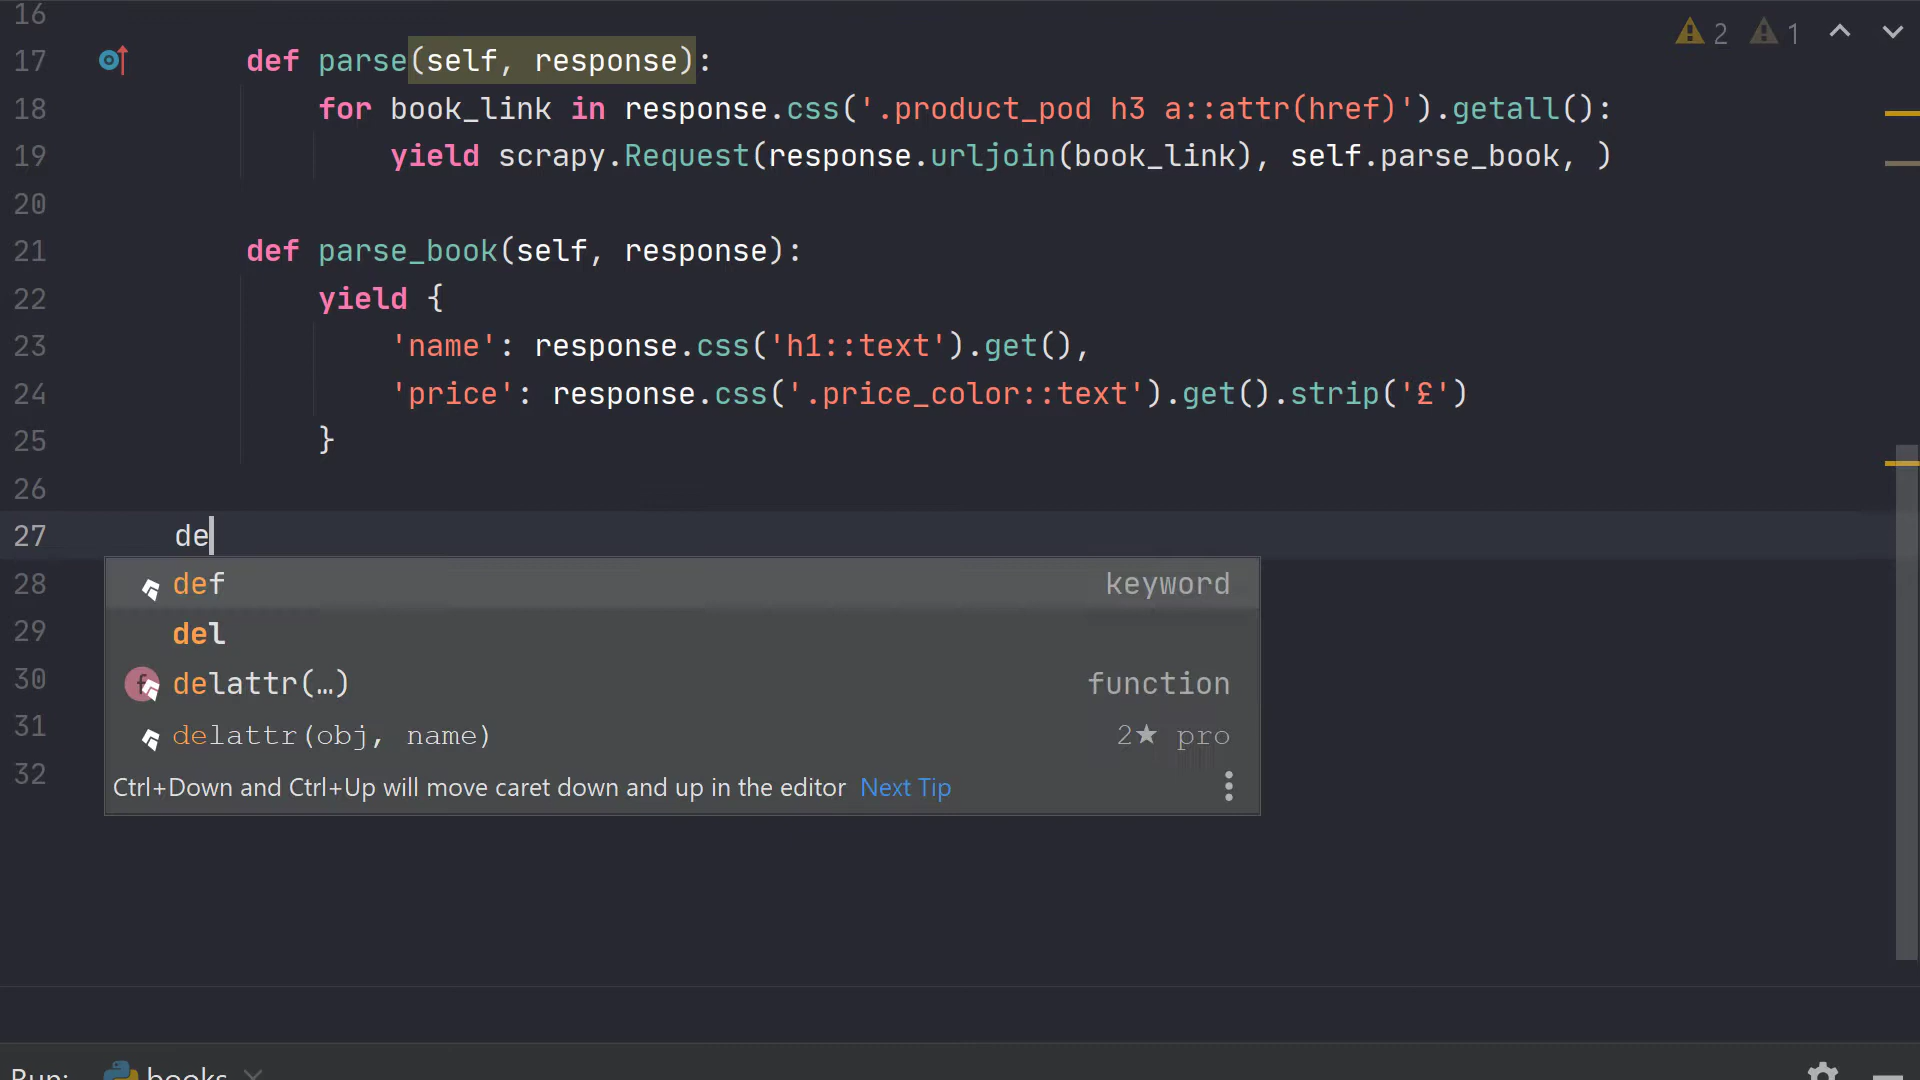 16
2 1
17 def parse(self, response):
18 for book_link in response.css('.product_pod h3 a::attr(href)').getall():
19 yield scrapy.Request(response.urljoin(book_link), self.parse_book, )
20
21 def parse_book(self, response):
22 yield {
23 'name': response.css('h1::text').get(),
24 'price': response.css('.price_color::text').get().strip('£')
25 }
26
27 de
28 def keyword
29 del
30 delattr(…) function
31 delattr(obj, name) 2★ pro
32 Ctrl+Down and Ctrl+Up will move caret down and up in the editor Next Tip
Run: books